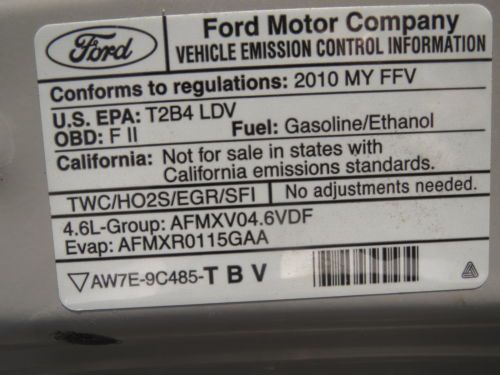 Ford
Ford Motor Company
VEHICLE EMISSION CONTROL INFORMATION
Conforms to regulations: 2010 MY FFV
U.S. EPA: T2B4 LDV
OBD: F II Fuel: Gasoline/Ethanol
California: Not for sale in states with
California emissions standards.
TWC/HO2S/EGR/SFI No adjustments needed.
4.6L-Group: AFMXV04.6VDF
Evap: AFMXR0115GAA
AW7E-9C485-T B V